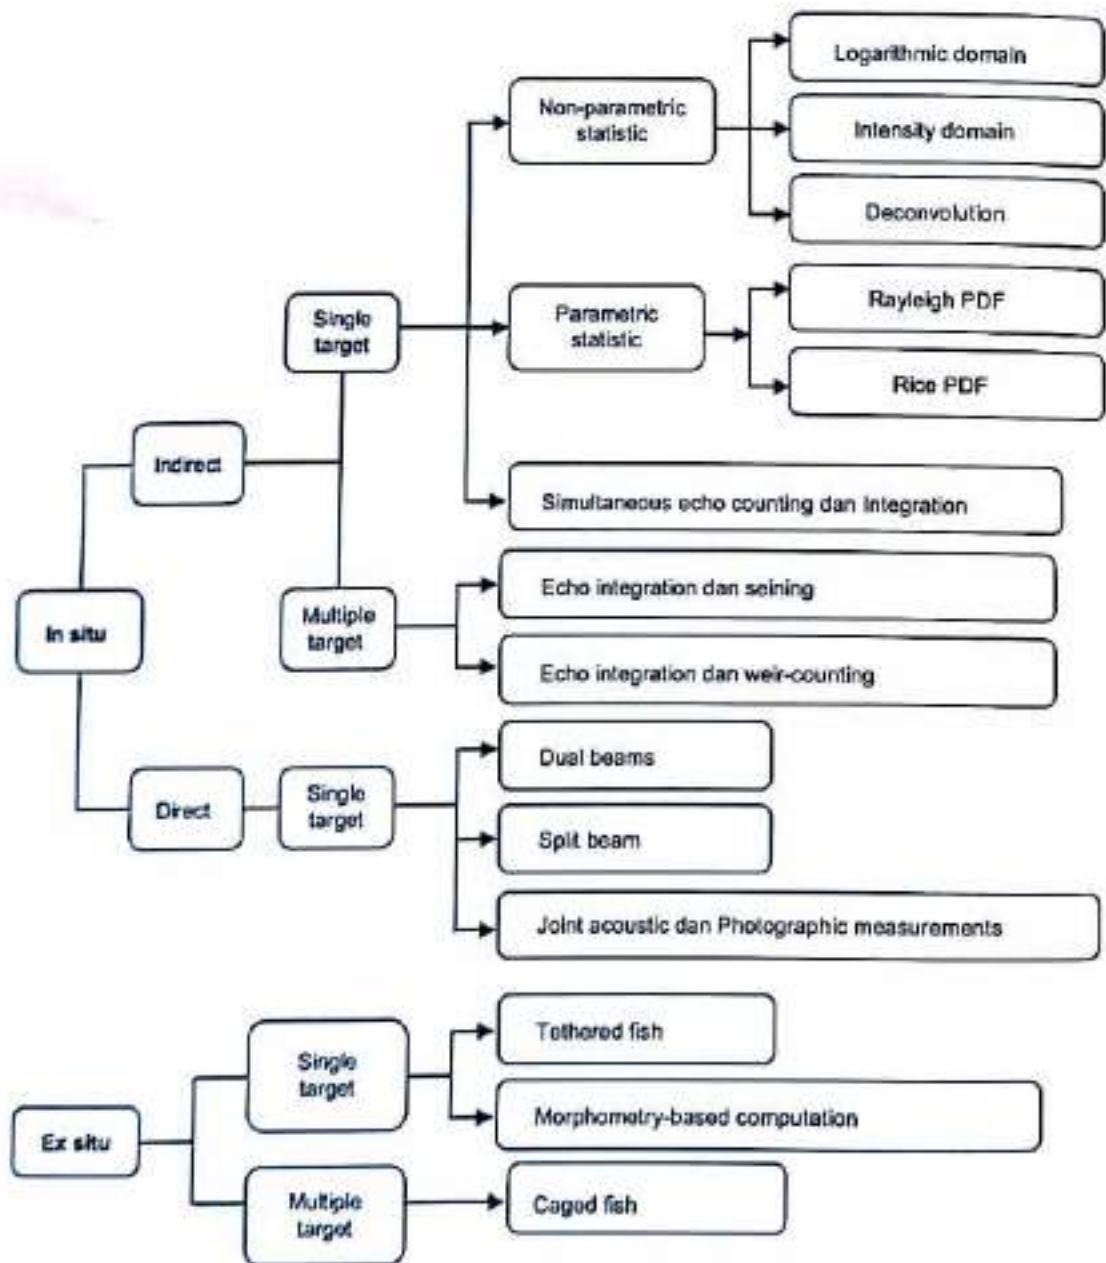 Logarithmic domain
Non-parametric
statistic
Intensity domain
Deconvolution
Single
target
Parametric
statistic
Rayleigh PDF
Rice PDF
Indirect
Simultaneous echo counting dan Integration
Echo integration dan seining
In situ
Multiple
target
Echo integration dan weir-counting
Dual beams
Direct
Single
target
Split beam
Joint acoustic dan Photographic measurements
Tethered fish
Single
target
Morphometry-based computation
Ex situ
Multiple
target
Caged fish